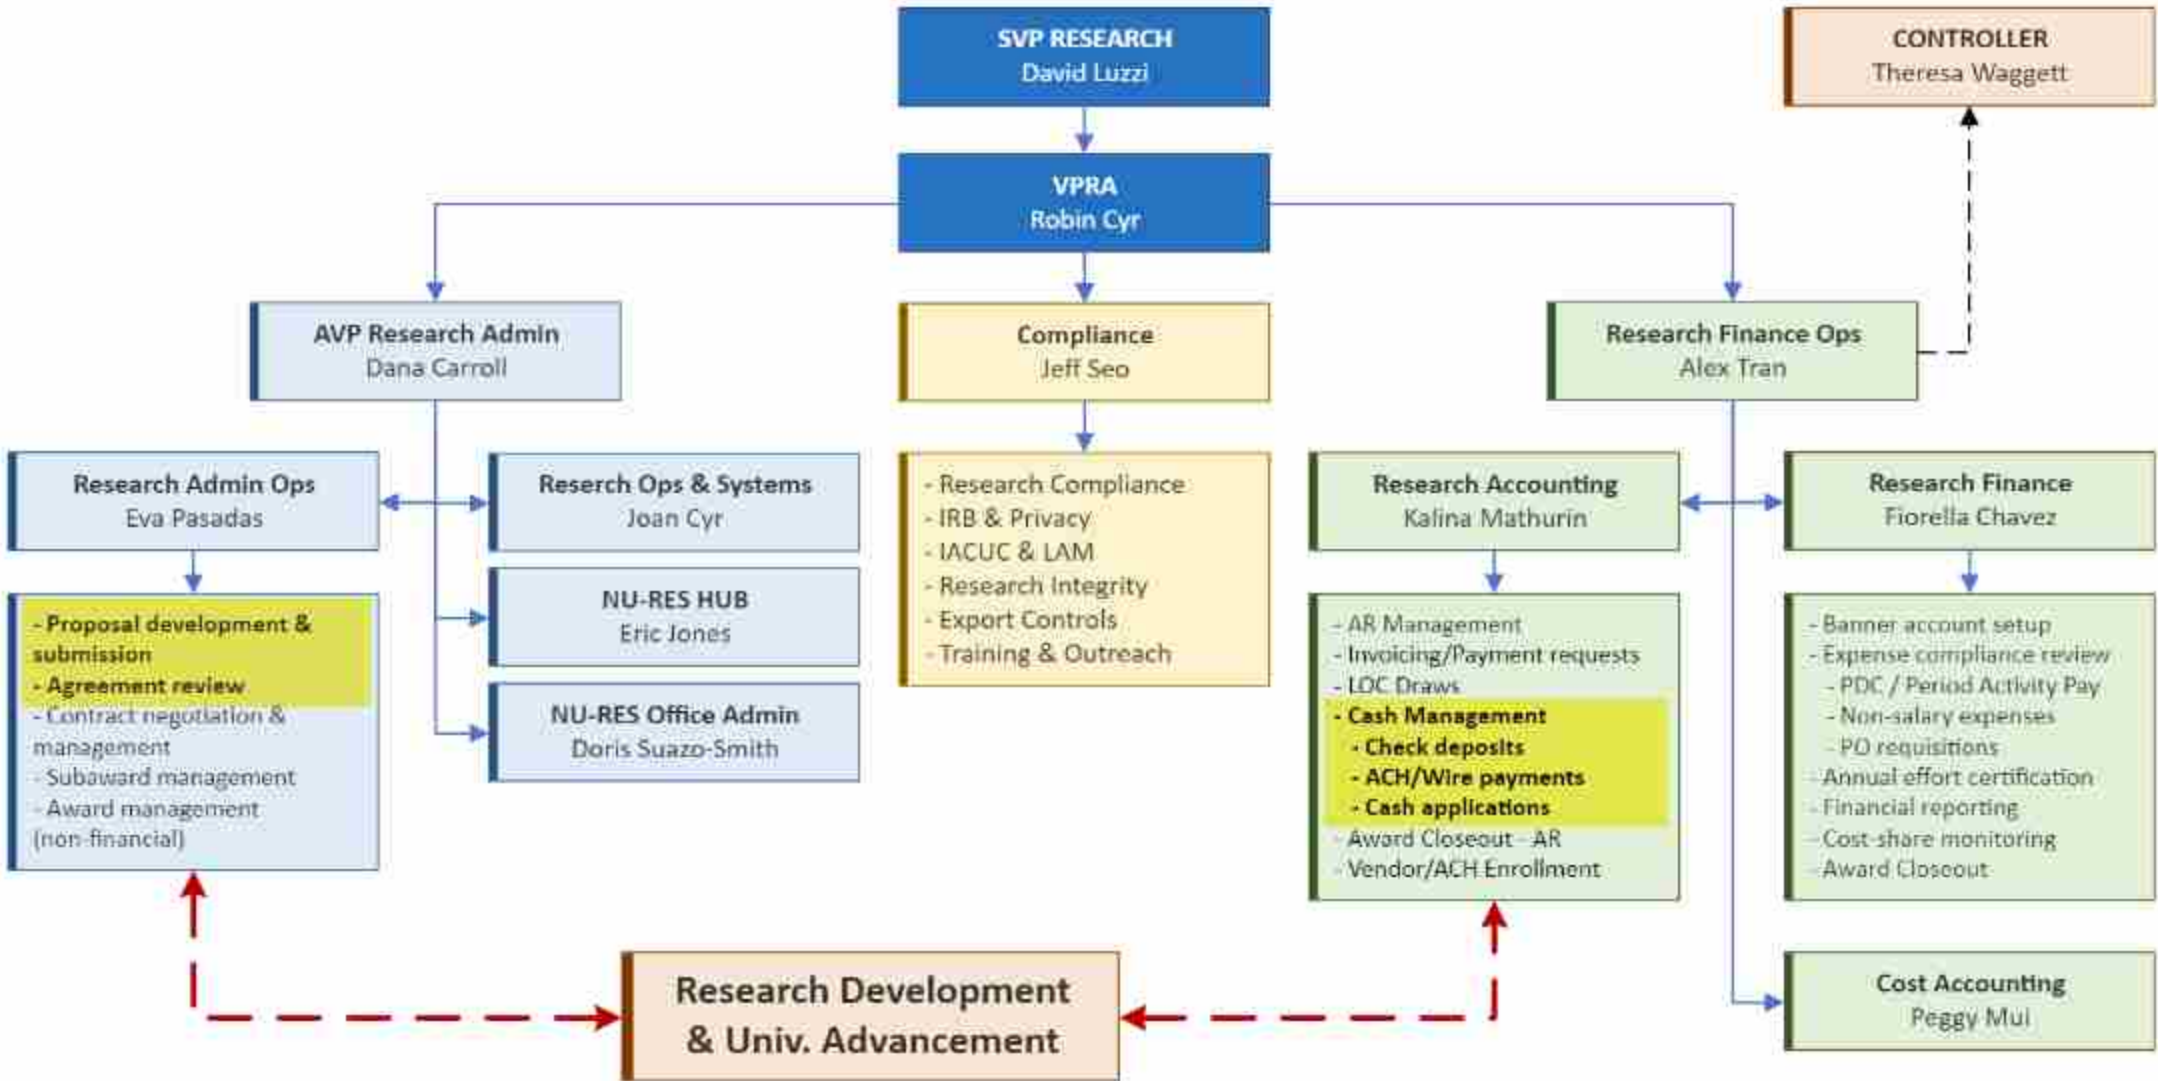 SVP RESEARCH
David Luzzi
CONTROLLER
Theresa Waggett
VPRA
Robin Cyr
AVP Research Admin
Dana Carroll
Compliance
Jeff Seo
Research Finance Ops
Alex Tran
Research Admin Ops
Eva Pasadas
Reserch Ops & Systems
Joan Cyr
NU-RES HUB
Eric Jones
NU-RES Office Admin
Doris Suazo-Smith
- Proposal development &
submission
- Agreement review
- Contract negotiation &
management
- Subaward management
- Award management
(non-financial)
- Research Compliance
- IRB & Privacy
- IACUC & LAM
- Research Integrity
- Export Controls
- Training & Outreach
Research Accounting
Kalina Mathurin
- AR Management
- Invoicing/Payment requests
- LOC Draws
- Cash Management
- Check deposits
- ACH/Wire payments
- Cash applications
- Award Closeout - AR
- Vendor/ACH Enrollment
Research Finance
Fiorella Chavez
- Banner account setup
- Expense compliance review
- PDC / Period Activity Pay
- Non-salary expenses
- PO requisitions
- Annual effort certification
- Financial reporting
- Cost-share monitoring
- Award Closeout
Cost Accounting
Peggy Mui
Research Development
& Univ. Advancement